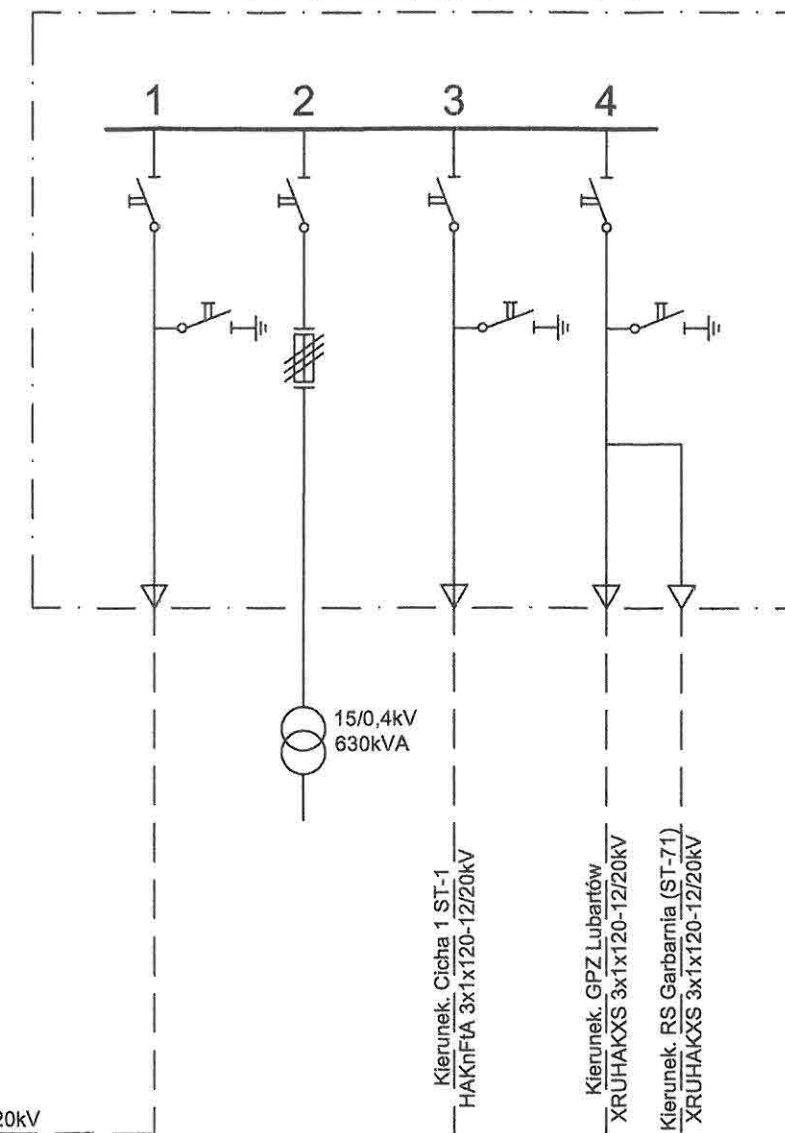 1
2
3
4
15/0,4kV
630kVA
Kierunek. Cicha 1 ST-1
HAKnFtA 3x1x120-12/20kV
Kierunek. GPZ Lubartów
XRUHAKXS 3x1x120-12/20kV
Kierunek. RS Garbarnia (ST-71)
XRUHAKXS 3x1x120-12/20kV
20kV